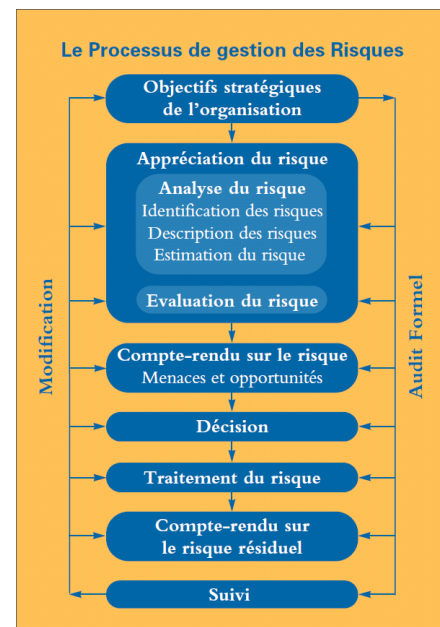 Le Processus de gestion des Risques
Objectifs stratégiques
de l'organisation
Appréciation du risque
Analyse du risque
Identification des risques
Description des risques
Estimation du risque
Evaluation du risque
Compte-rendu sur le risque
Menaces et opportunités
Décision
Traitement du risque
Compte-rendu sur
le risque résiduel
Suivi
Modification
Audit Formel